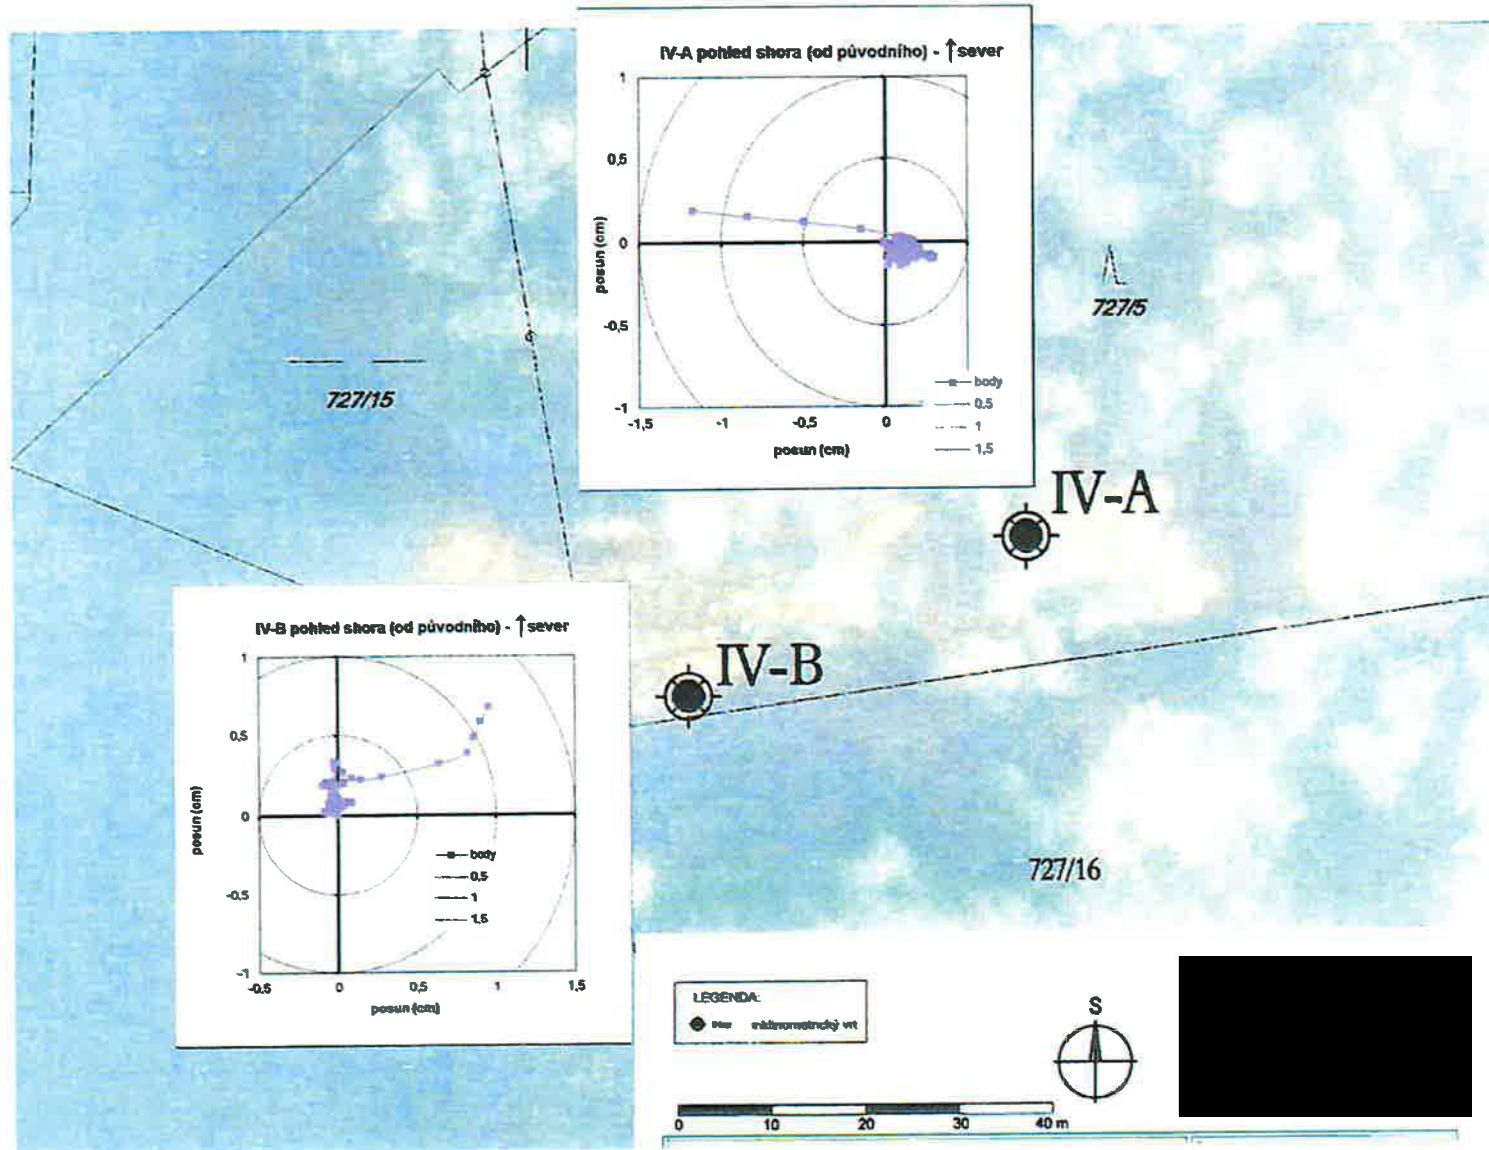 IV-A pohled shora (od původního) - ↑sever
1
0,5
0
-0,5
-1
posun (cm)
-1,5
-1
-0,5
0
posun (cm)
body
0,5
1
1,5
727/5
727/15
IV-A
IV-B pohled shora (od původního) - ↑sever
1
0,5
0
-0,5
-1
posun (cm)
-0,5
0
0,5
1
1,5
posun (cm)
body
0,5
1
1,5
IV-B
727/16
LEGENDA:
inklinometrický vrt
S
0 10 20 30 40 m